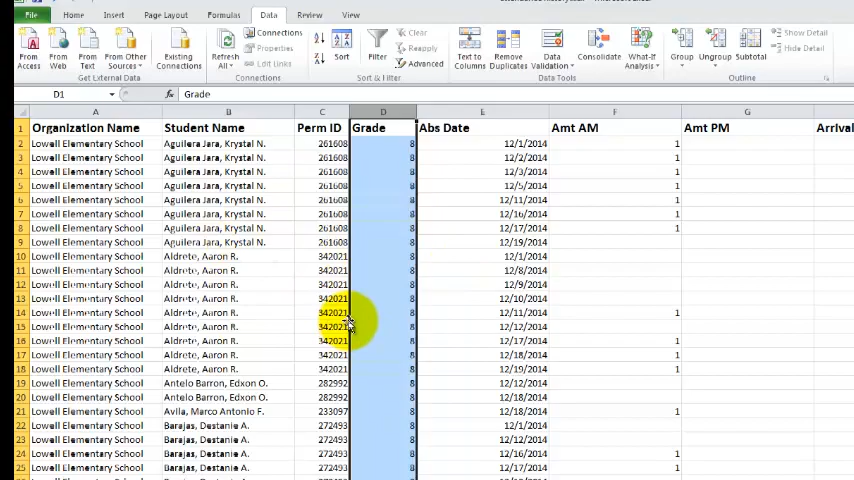 File Home Insert Page Layout Formulas Data Review View
From Access From Web From Text From Other Sources Existing Connections Refresh All Connections Properties Edit Links Sort Filter Clear Reapply Advanced Text to Columns Remove Duplicates Data Validation Consolidate What-If Analysis Group Ungroup Subtotal Show Detail Hide Detail
Get External Data Connections Sort & Filter Data Tools Outline
D1 fx Grade
A B C D E F G
1 Organization Name Student Name Perm ID Grade Abs Date Amt AM Amt PM Arrival
2 Lowell Elementary School Aguilera Jara, Krystal N. 261608 8 12/1/2014 1
3 Lowell Elementary School Aguilera Jara, Krystal N. 261608 8 12/2/2014 1
4 Lowell Elementary School Aguilera Jara, Krystal N. 261608 8 12/3/2014 1
5 Lowell Elementary School Aguilera Jara, Krystal N. 261608 8 12/5/2014 1
6 Lowell Elementary School Aguilera Jara, Krystal N. 261608 8 12/11/2014 1
7 Lowell Elementary School Aguilera Jara, Krystal N. 261608 8 12/16/2014 1
8 Lowell Elementary School Aguilera Jara, Krystal N. 261608 8 12/17/2014 1
9 Lowell Elementary School Aguilera Jara, Krystal N. 261608 8 12/19/2014
10 Lowell Elementary School Aldrete, Aaron R. 342021 8 12/1/2014
11 Lowell Elementary School Aldrete, Aaron R. 342021 8 12/8/2014
12 Lowell Elementary School Aldrete, Aaron R. 342021 8 12/9/2014
13 Lowell Elementary School Aldrete, Aaron R. 342021 8 12/10/2014
14 Lowell Elementary School Aldrete, Aaron R. 342021 8 12/11/2014 1
15 Lowell Elementary School Aldrete, Aaron R. 342021 8 12/12/2014
16 Lowell Elementary School Aldrete, Aaron R. 342021 8 12/17/2014 1
17 Lowell Elementary School Aldrete, Aaron R. 342021 8 12/18/2014 1
18 Lowell Elementary School Aldrete, Aaron R. 342021 8 12/19/2014 1
19 Lowell Elementary School Antelo Barron, Edxon O. 282992 8 12/12/2014
20 Lowell Elementary School Antelo Barron, Edxon O. 282992 8 12/18/2014
21 Lowell Elementary School Avila, Marco Antonio F. 233097 8 12/18/2014 1
22 Lowell Elementary School Barajas, Destanie A. 272493 8 12/1/2014
23 Lowell Elementary School Barajas, Destanie A. 272493 8 12/12/2014
24 Lowell Elementary School Barajas, Destanie A. 272493 8 12/16/2014 1
25 Lowell Elementary School Barajas, Destanie A. 272493 8 12/17/2014 1